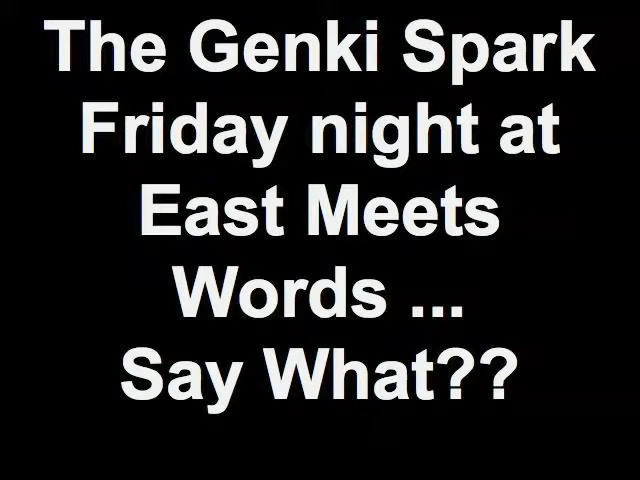 The Genki Spark
Friday night at
East Meets
Words ...
Say What??